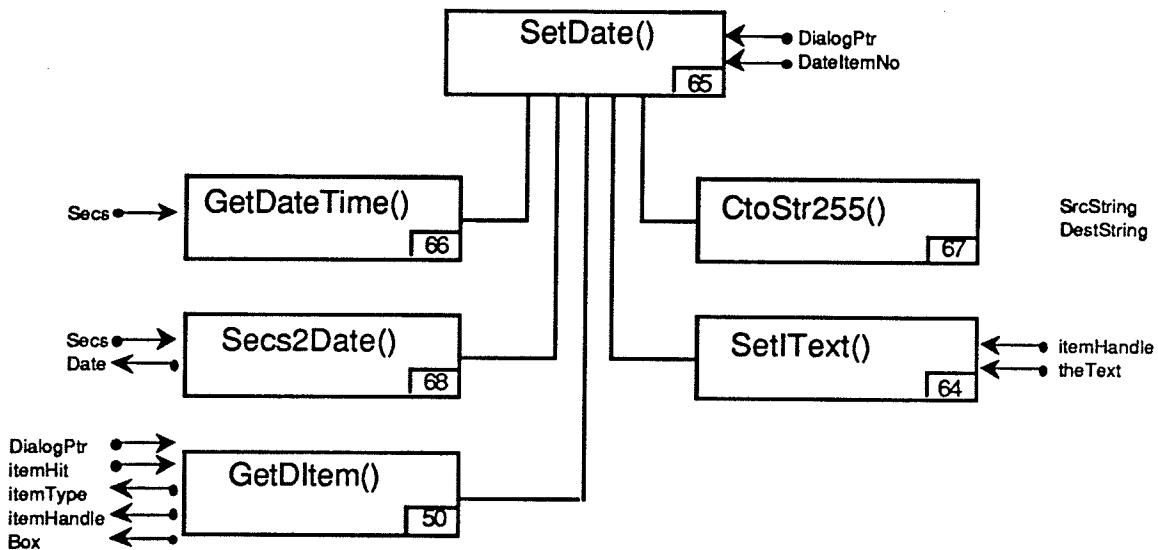 SetDate()
65
DialogPtr
DateItemNo
GetDateTime()
66
Secs
CtoStr255()
67
SrcString
DestString
Secs2Date()
68
Secs
Date
SetIText()
64
itemHandle
theText
GetDItem()
50
DialogPtr
itemHit
itemType
itemHandle
Box